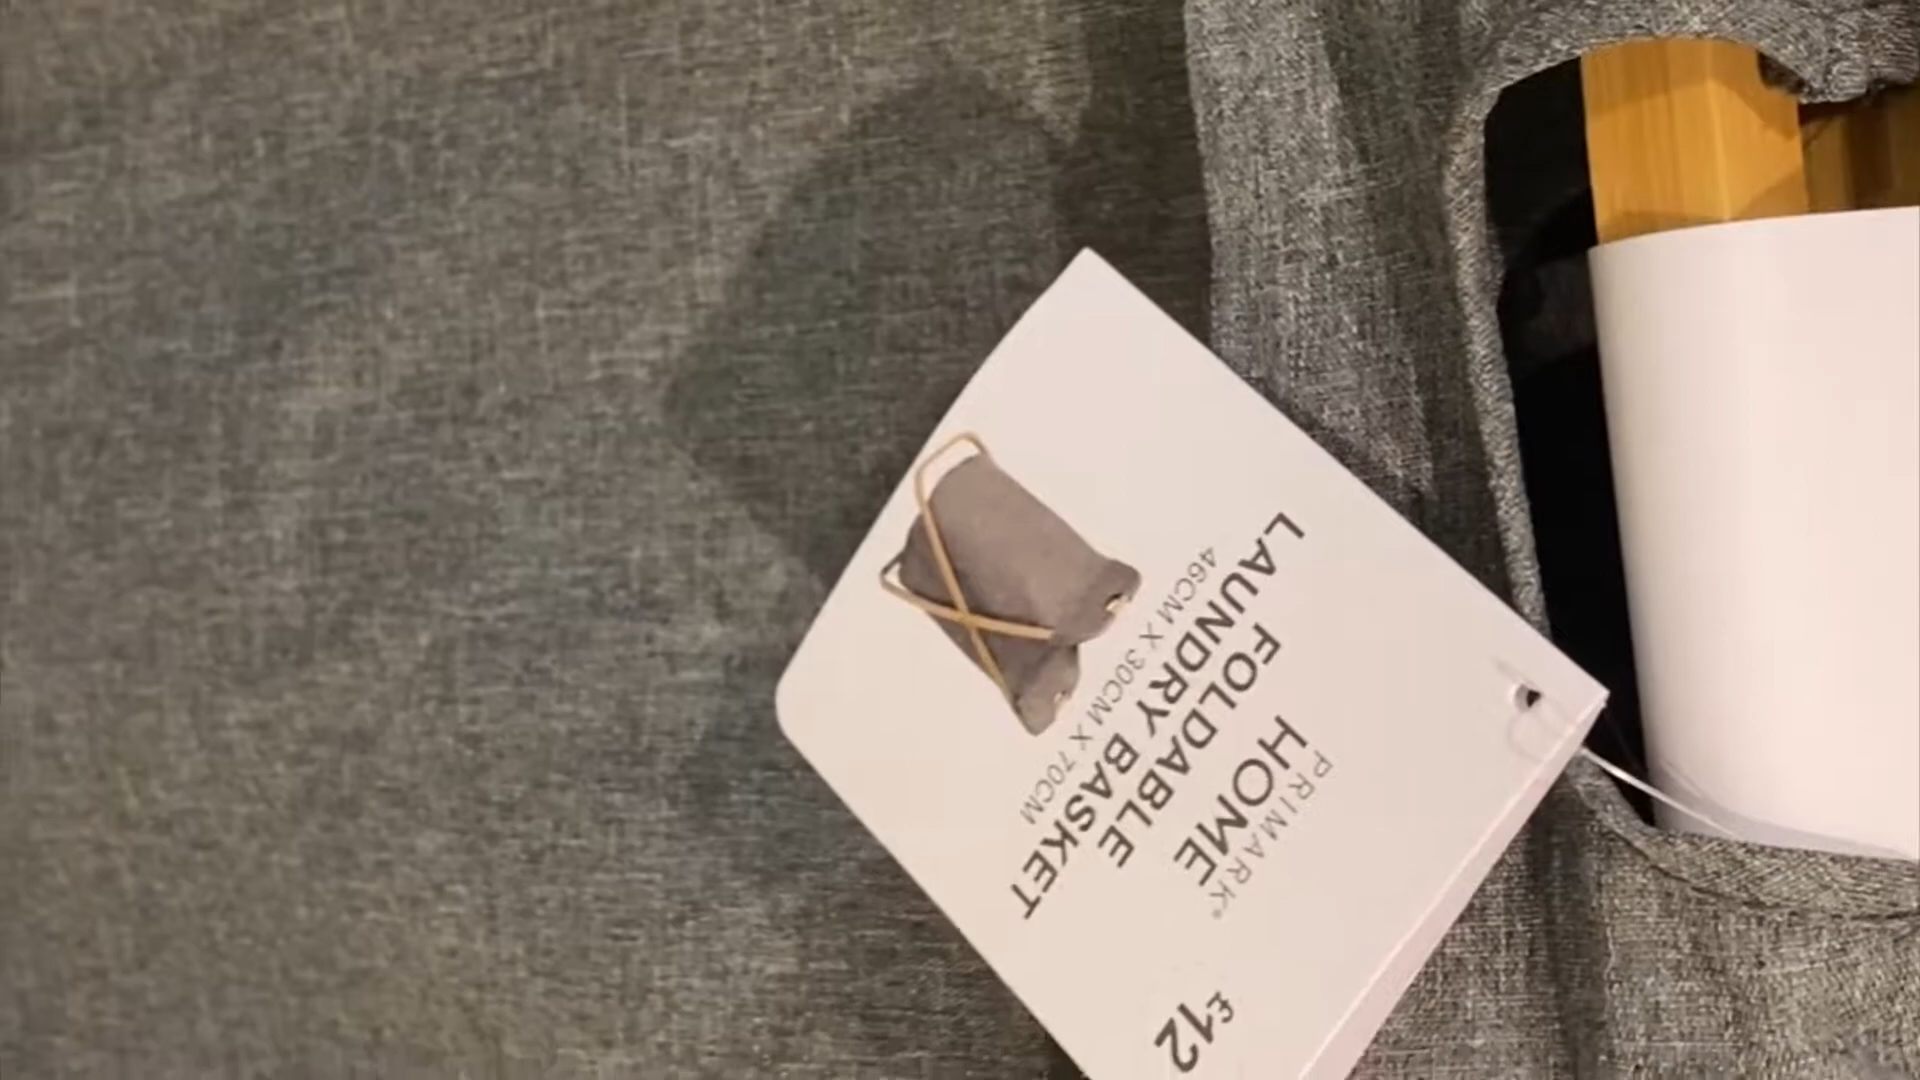 PRIMARK®
HOME
FOLDABLE
LAUNDRY BASKET
46CM X 30CM X 70CM
£12